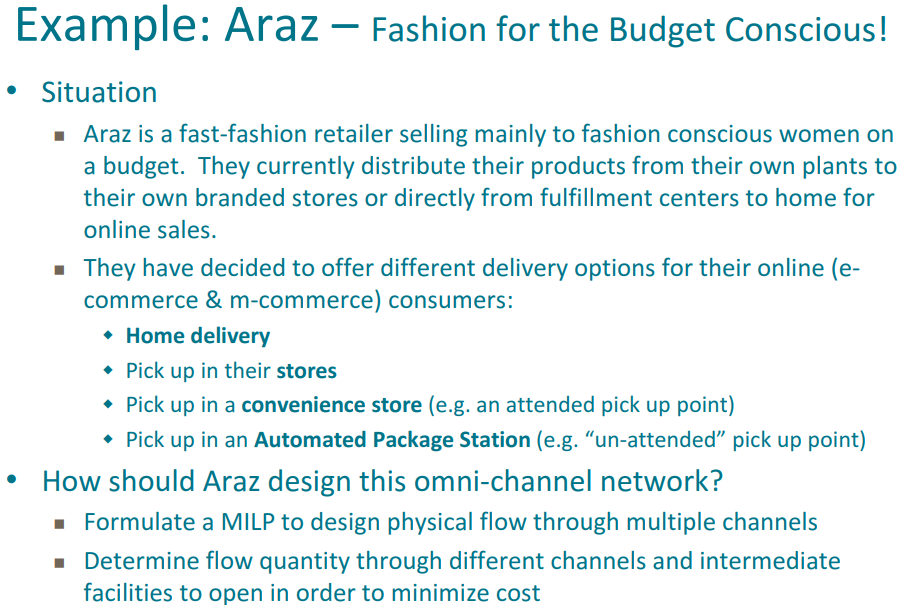 Example: Araz – Fashion for the Budget Conscious!
• Situation
▪ Araz is a fast-fashion retailer selling mainly to fashion conscious women on
a budget.  They currently distribute their products from their own plants to
their own branded stores or directly from fulfillment centers to home for
online sales.
▪ They have decided to offer different delivery options for their online (e-
commerce & m-commerce) consumers:
◆ Home delivery
◆ Pick up in their stores
◆ Pick up in a convenience store (e.g. an attended pick up point)
◆ Pick up in an Automated Package Station (e.g. “un-attended” pick up point)
• How should Araz design this omni-channel network?
▪ Formulate a MILP to design physical flow through multiple channels
▪ Determine flow quantity through different channels and intermediate
facilities to open in order to minimize cost